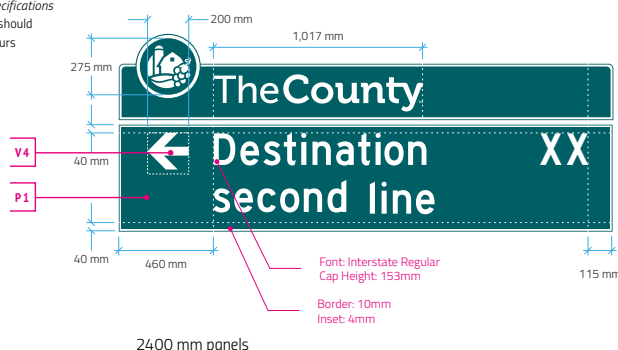 ecifications
should
urs
200 mm
1,017 mm
275 mm
TheCounty
V4
40 mm
Destination XX
P1
second line
40 mm
460 mm
Font: Interstate Regular
Cap Height: 153mm
115 mm
Border: 10mm
Inset: 4mm
2400 mm panels